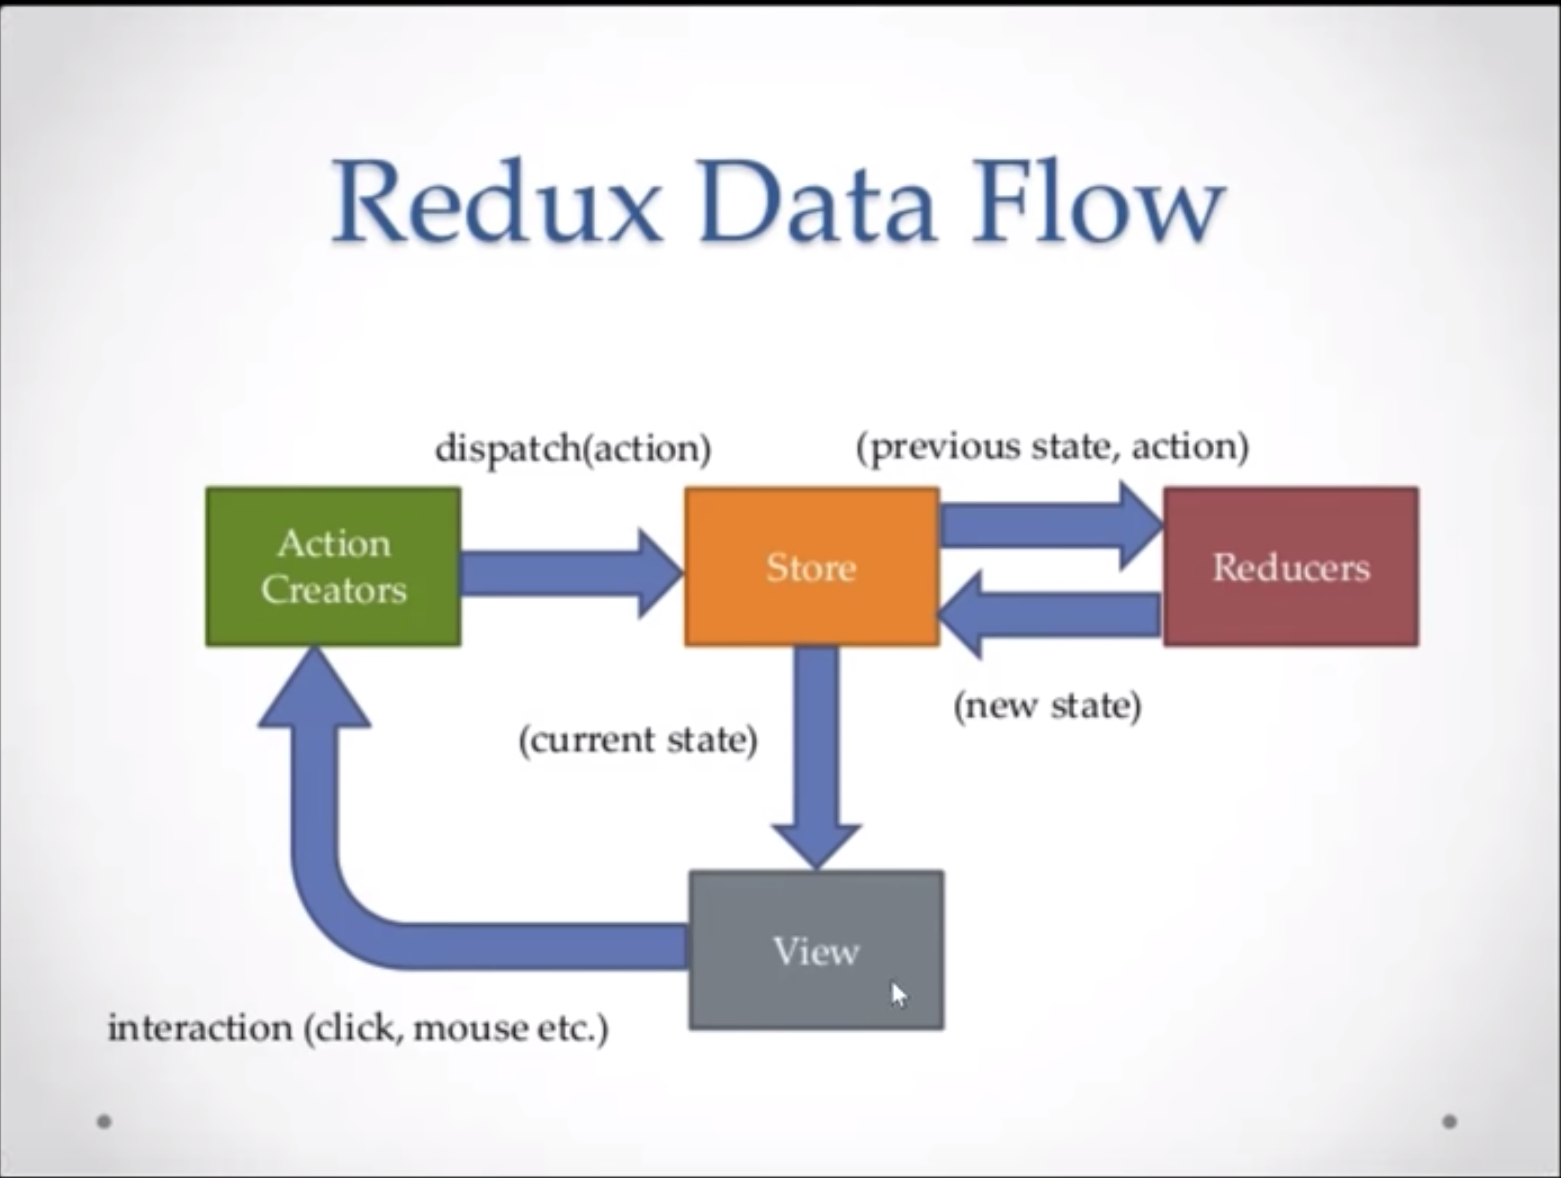 Redux Data Flow
dispatch(action)
(previous state, action)
Action
Creators
Store
Reducers
(new state)
(current state)
View
interaction (click, mouse etc.)